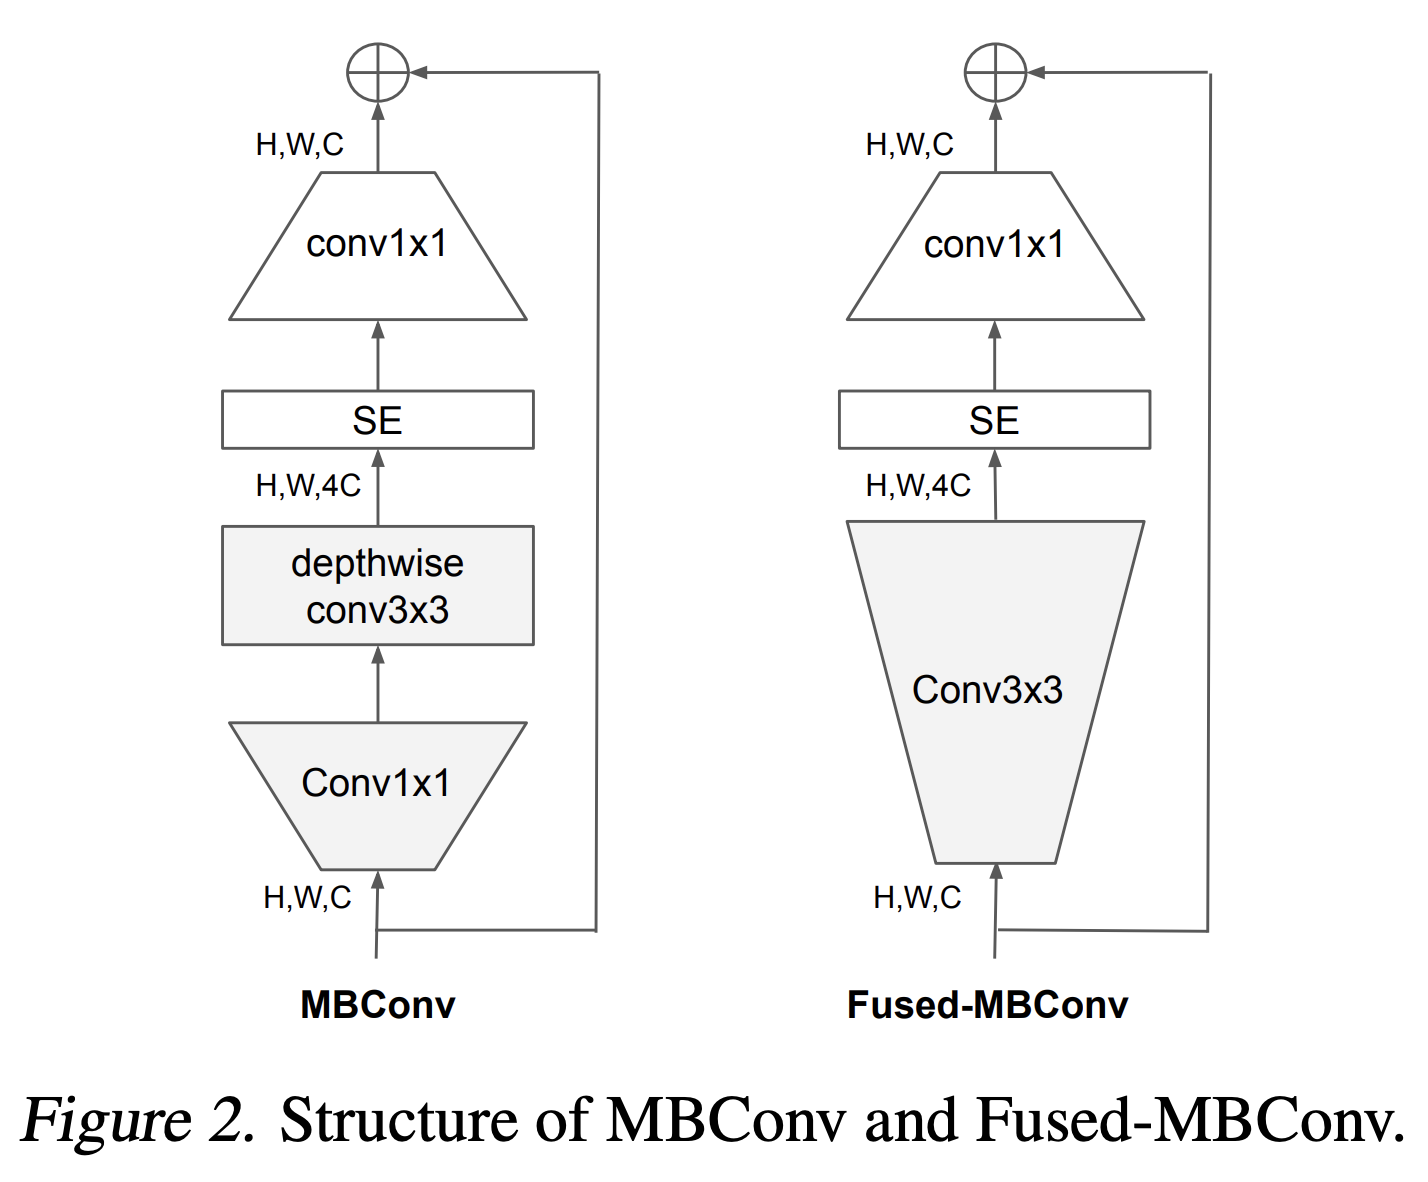 H,W,C
conv1x1
SE
H,W,4C
depthwise
conv3x3
Conv1x1
H,W,C
MBConv
H,W,C
conv1x1
SE
H,W,4C
Conv3x3
H,W,C
Fused-MBConv
Figure 2. Structure of MBConv and Fused-MBConv.